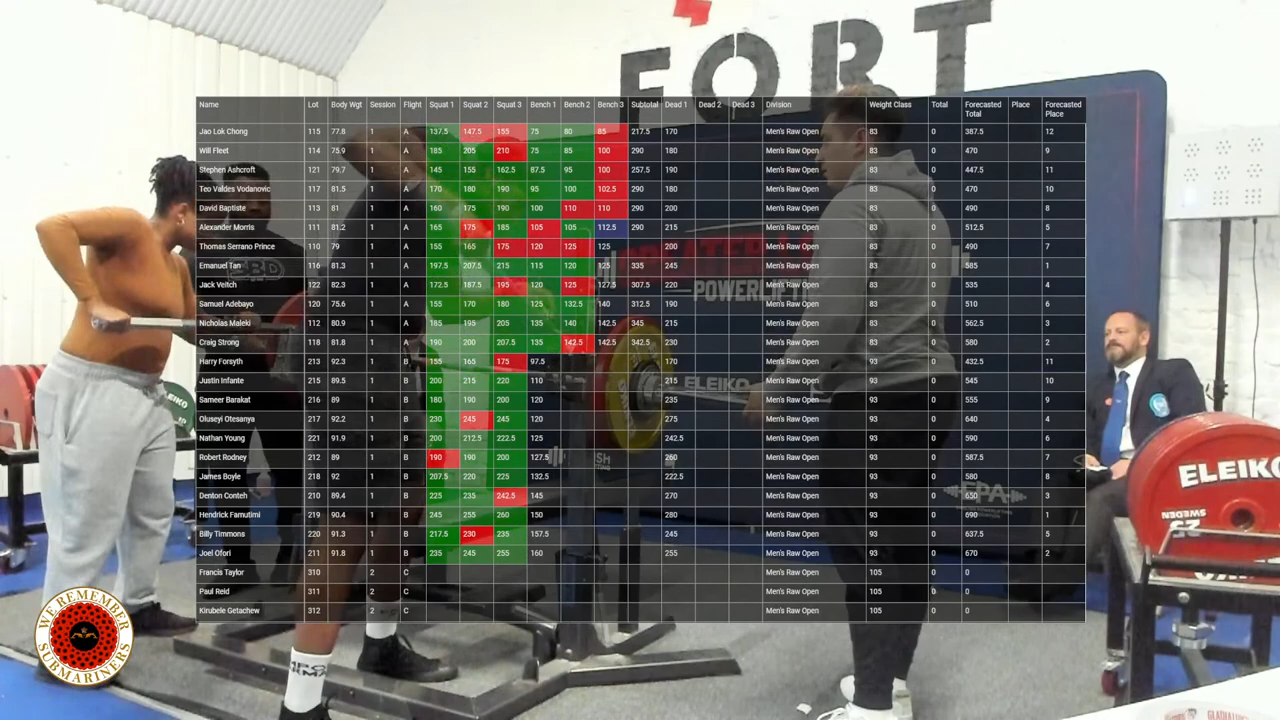 FORT
Name Lot Body Wgt Session Flight Squat 1 Squat 2 Squat 3 Bench 1 Bench 2 Bench 3 Subtotal Dead 1 Dead 2 Dead 3 Division Weight Class Total Forecasted Total Place Forecasted Place
Jao Lok Chong 115 77.8 1 A 137.5 147.5 155 75 80 85 217.5 170 Men's Raw Open 83 0 387.5 12
Will Fleet 114 75.9 1 A 185 205 210 75 85 100 290 180 Men's Raw Open 83 0 470 9
Stephen Ashcroft 121 79.7 1 A 145 155 162.5 87.5 95 100 257.5 190 Men's Raw Open 83 0 447.5 11
Teo Valdes Vodanovic 117 81.5 1 A 170 180 190 95 100 102.5 290 180 Men's Raw Open 83 0 470 10
David Baptiste 113 81 1 A 160 175 190 100 110 110 290 200 Men's Raw Open 83 0 490 8
Alexander Morris 111 81.2 1 A 165 175 185 105 105 112.5 290 215 Men's Raw Open 83 0 512.5 5
Thomas Serrano Prince 110 79 1 A 155 165 175 120 125 125 200 Men's Raw Open 83 0 490 7
Emanuel Tan 116 81.3 1 A 197.5 207.5 215 115 120 125 335 245 Men's Raw Open 83 0 585 1
Jack Veitch 122 82.3 1 A 172.5 187.5 195 120 125 127.5 307.5 220 Men's Raw Open 83 0 535 4
Samuel Adebayo 120 75.6 1 A 155 170 180 125 132.5 140 312.5 190 Men's Raw Open 83 0 510 6
Nicholas Maleki 112 80.9 1 A 185 195 205 135 140 142.5 345 215 Men's Raw Open 83 0 562.5 3
Craig Strong 118 81.8 1 A 190 200 207.5 135 142.5 142.5 342.5 230 Men's Raw Open 83 0 580 2
Harry Forsyth 213 92.3 1 B 155 165 175 97.5 170 Men's Raw Open 93 0 432.5 11
Justin Infante 215 89.5 1 B 200 215 220 110 215 Men's Raw Open 93 0 545 10
Sameer Barakat 216 89 1 B 180 190 200 120 235 Men's Raw Open 93 0 555 9
Oluseyi Otesanya 217 92.2 1 B 230 245 245 120 275 Men's Raw Open 93 0 640 4
Nathan Young 221 91.9 1 B 200 212.5 222.5 125 242.5 Men's Raw Open 93 0 590 6
Robert Rodney 212 89 1 B 190 190 200 127.5 260 Men's Raw Open 93 0 587.5 7
James Boyle 218 92 1 B 207.5 220 225 132.5 222.5 Men's Raw Open 93 0 580 8
Denton Conteh 210 89.4 1 B 225 235 242.5 145 270 Men's Raw Open 93 0 650 3
Hendrick Famutimi 219 90.4 1 B 245 255 260 150 280 Men's Raw Open 93 0 690 1
Billy Timmons 220 91.3 1 B 217.5 230 235 157.5 245 Men's Raw Open 93 0 637.5 5
Joel Ofori 211 91.8 1 B 235 245 255 160 255 Men's Raw Open 93 0 670 2
Francis Taylor 310 2 C Men's Raw Open 105 0 0
Paul Reid 311 2 C Men's Raw Open 105 0 0
Kirubele Getachew 312 2 C Men's Raw Open 105 0 0
SBD
ELEIKO
EPA
ELEIKO
25
SWEDEN
WE REMEMBER
SUBMARINERS